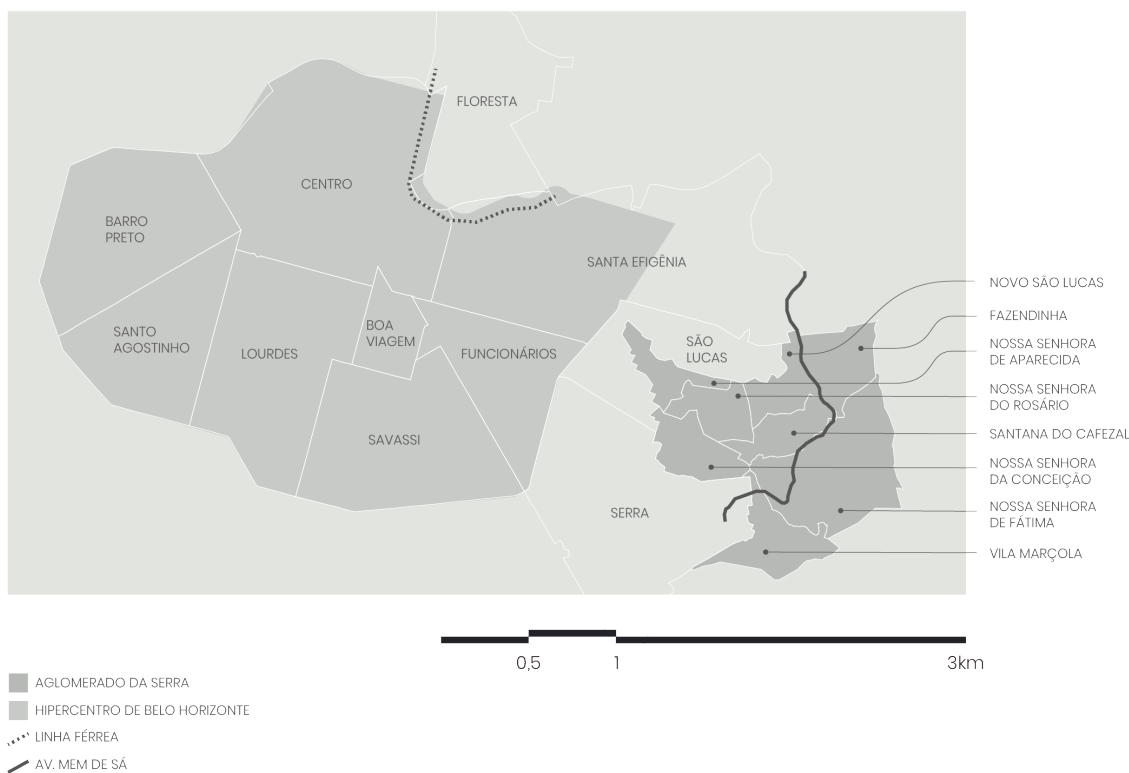 FLORESTA
CENTRO
BARRO
PRETO
SANTA EFIGÊNIA
SANTO
AGOSTINHO
LOURDES
BOA
VIAGEM
FUNCIONÁRIOS
SÃO
LUCAS
SAVASSI
SERRA
NOVO SÃO LUCAS
FAZENDINHA
NOSSA SENHORA
DE APARECIDA
NOSSA SENHORA
DO ROSÁRIO
SANTANA DO CAFEZAL
NOSSA SENHORA
DA CONCEIÇÃO
NOSSA SENHORA
DE FÁTIMA
VILA MARÇOLA
0,5 1 3km
AGLOMERADO DA SERRA
HIPERCENTRO DE BELO HORIZONTE
LINHA FÉRREA
AV. MEM DE SÁ